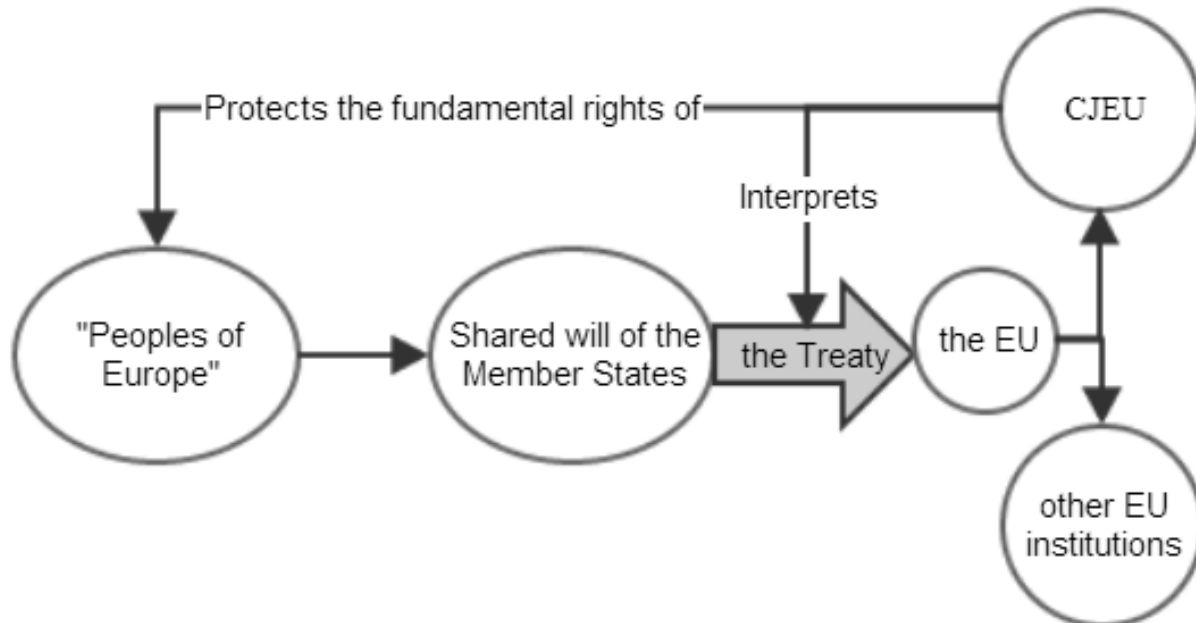 CJEU
Protects the fundamental rights of
Interprets
"Peoples of
Europe"
Shared will of the
Member States
the Treaty
the EU
other EU
institutions